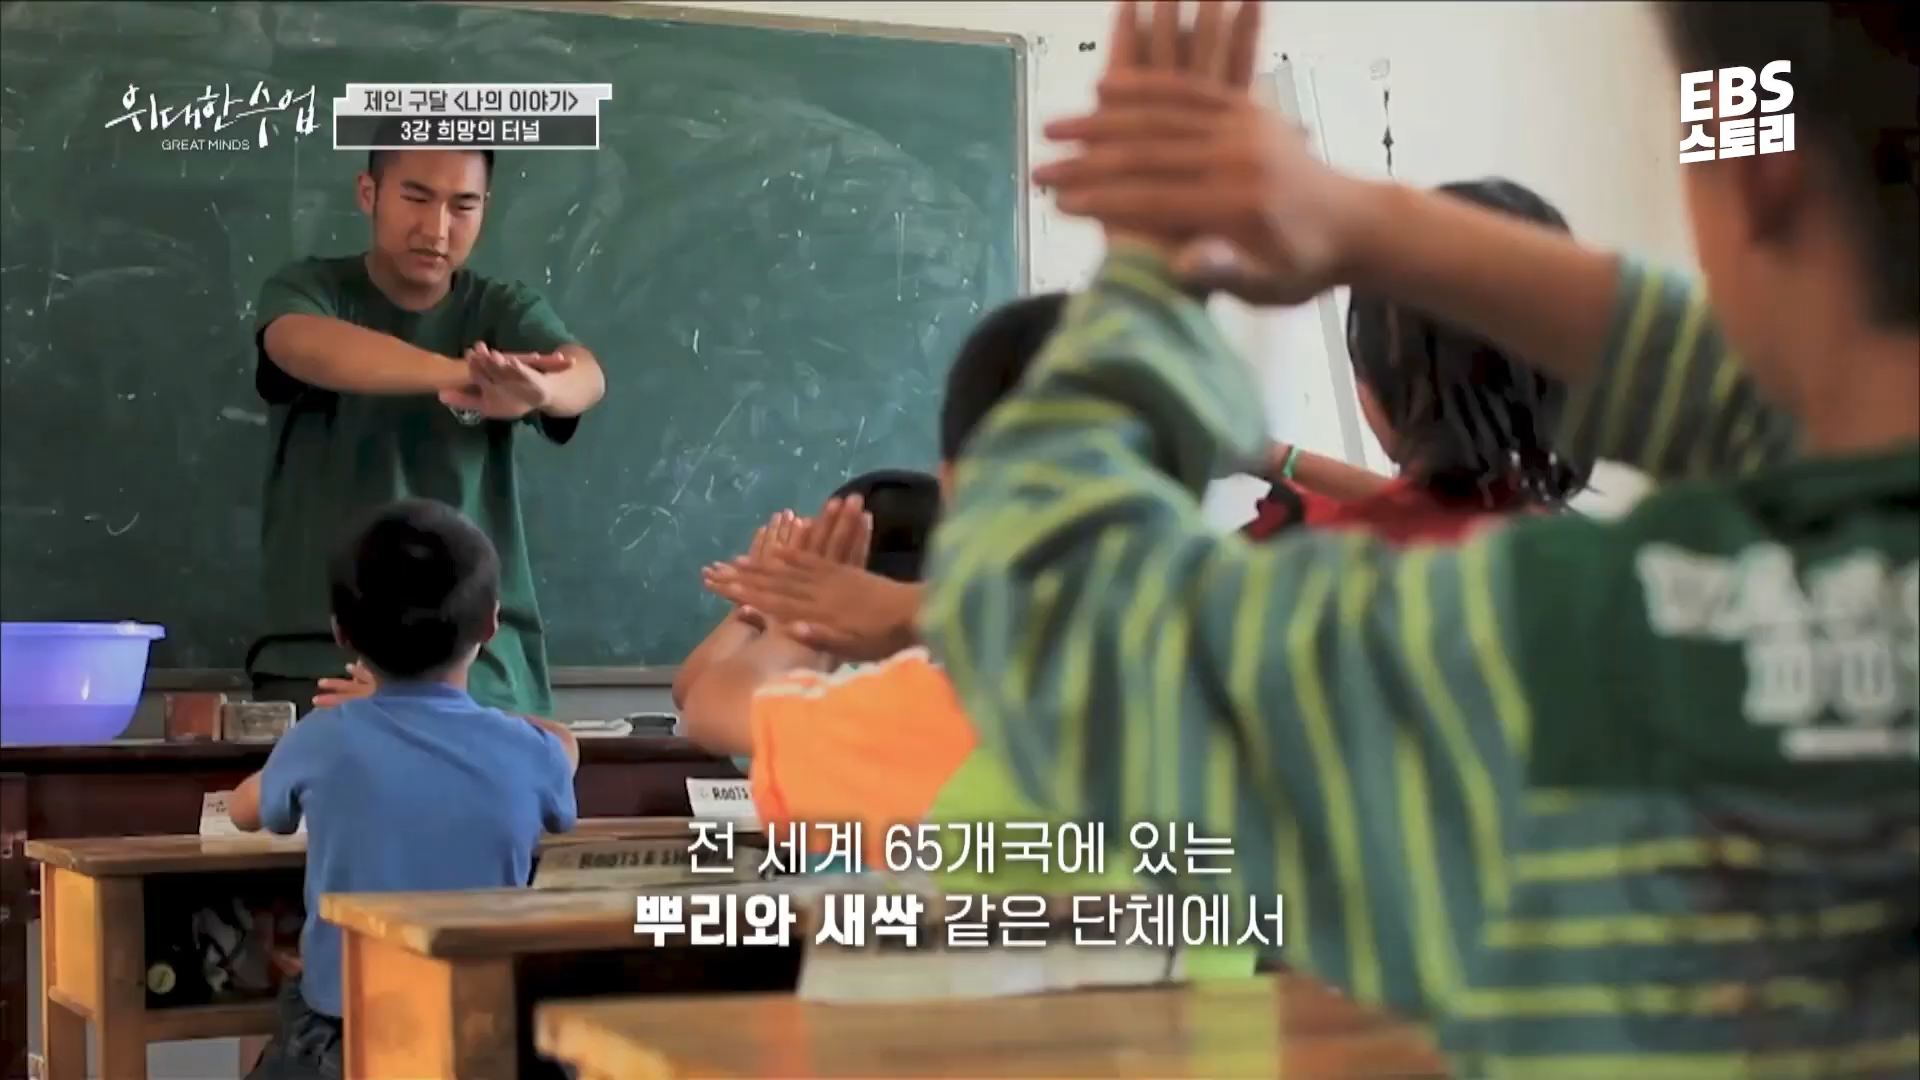 위대한 수업
GREAT MINDS
제인 구달 <나의 이야기>
3강 희망의 터널
EBS
스토리
ROOTS
ROOTS &
전 세계 65개국에 있는
뿌리와 새싹 같은 단체에서